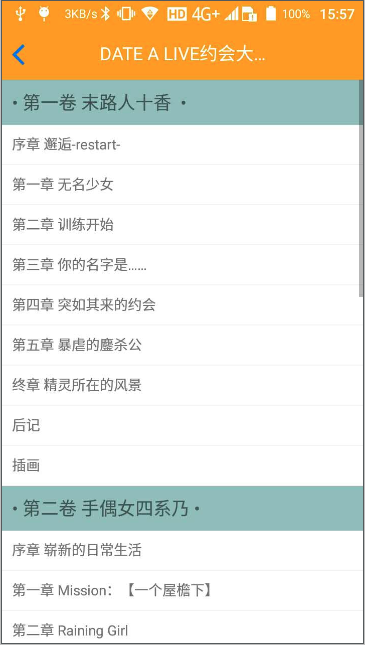 3KB/s HD 4G+ 100% 15:57
DATE A LIVE约会大...
• 第一卷 末路人十香 •
序章 邂逅-restart-
第一章 无名少女
第二章 训练开始
第三章 你的名字是……
第四章 突如其来的约会
第五章 暴虐的鏖杀公
终章 精灵所在的风景
后记
插画
• 第二卷 手偶女四系乃 •
序章 崭新的日常生活
第一章 Mission：【一个屋檐下】
第二章 Raining Girl